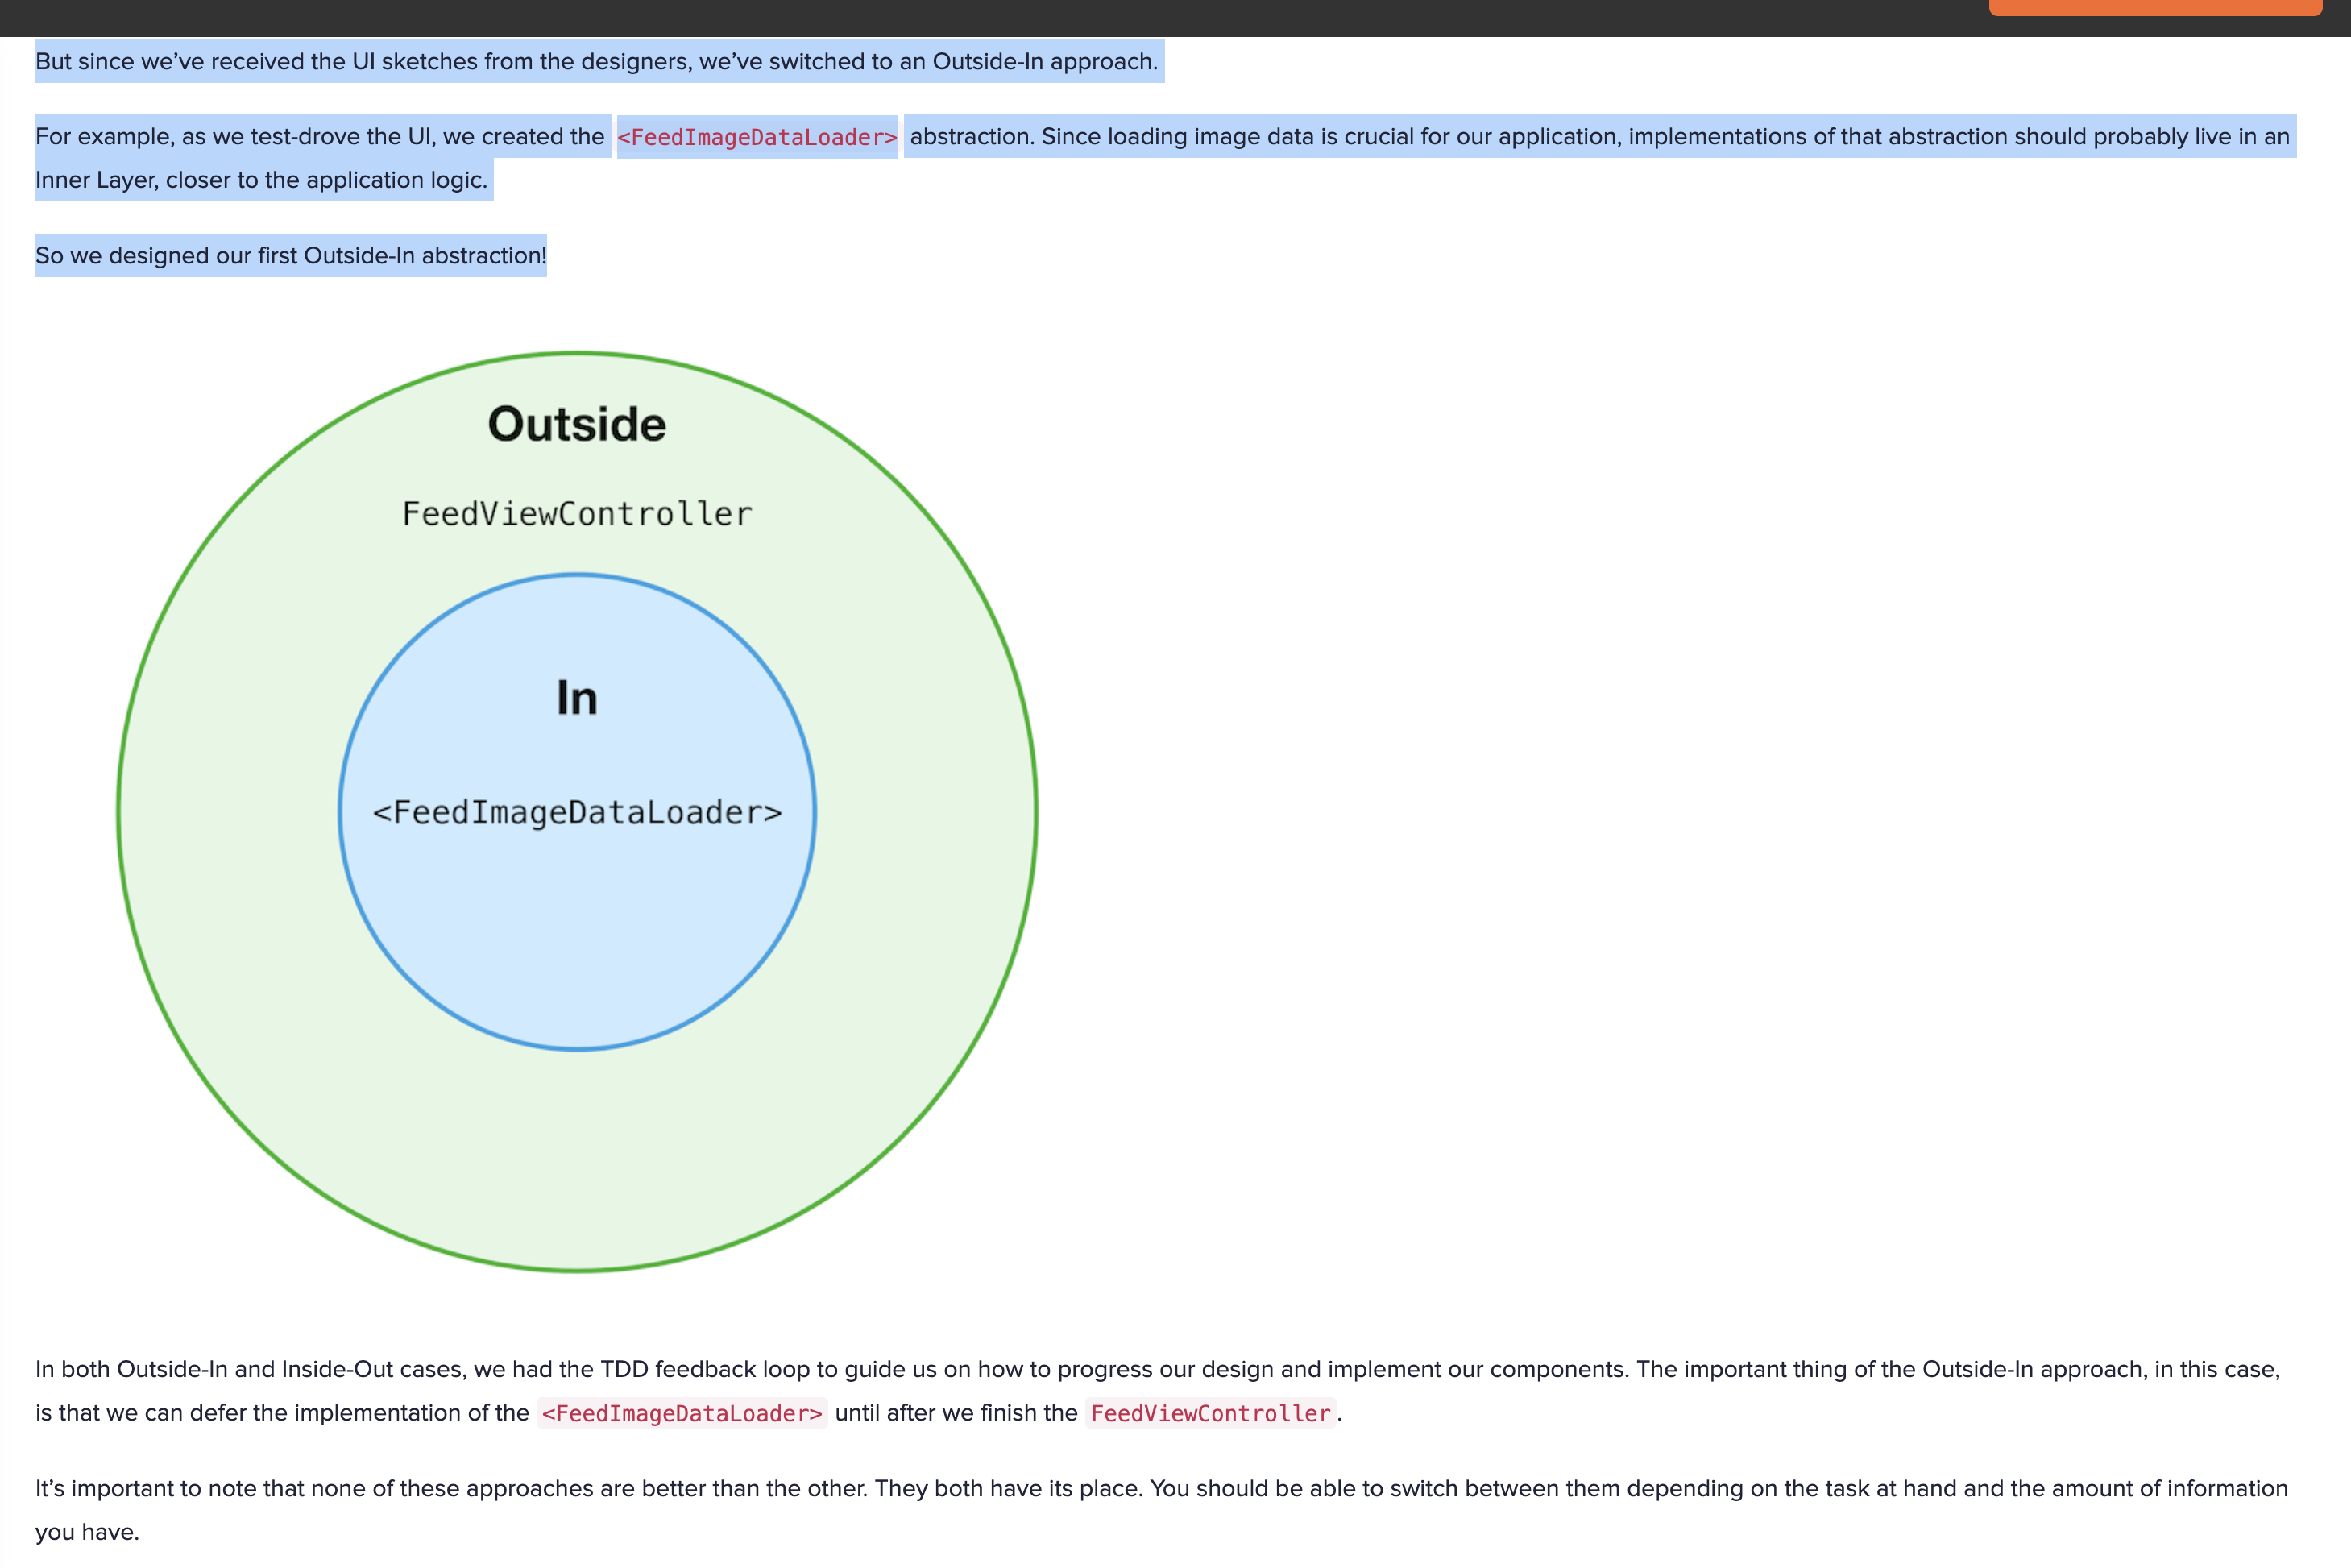 But since we’ve received the UI sketches from the designers, we’ve switched to an Outside-In approach.
For example, as we test-drove the UI, we created the <FeedImageDataLoader> abstraction. Since loading image data is crucial for our application, implementations of that abstraction should probably live in an
Inner Layer, closer to the application logic.
So we designed our first Outside-In abstraction!
Outside
FeedViewController
In
<FeedImageDataLoader>
In both Outside-In and Inside-Out cases, we had the TDD feedback loop to guide us on how to progress our design and implement our components. The important thing of the Outside-In approach, in this case,
is that we can defer the implementation of the <FeedImageDataLoader> until after we finish the FeedViewController.
It’s important to note that none of these approaches are better than the other. They both have its place. You should be able to switch between them depending on the task at hand and the amount of information
you have.